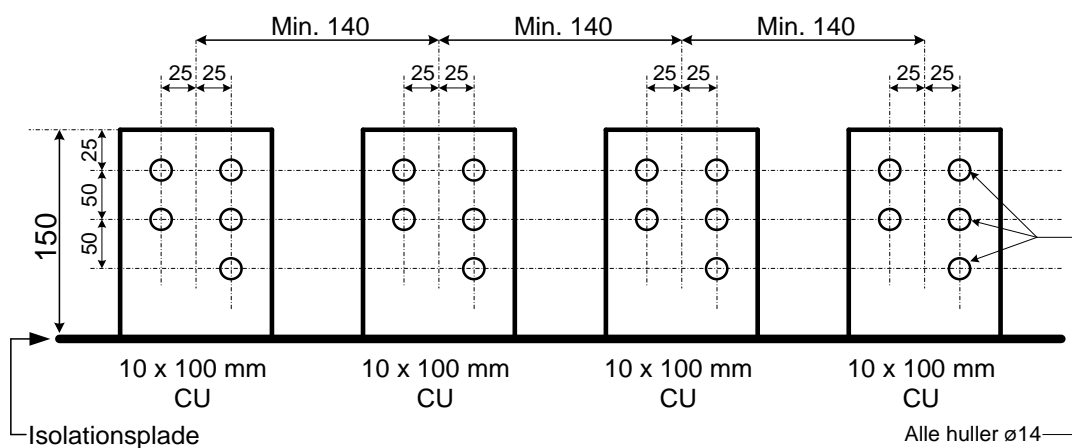 Min. 140 Min. 140 Min. 140
25 25 25 25 25 25 25 25
25
50
150
50
10 x 100 mm 10 x 100 mm 10 x 100 mm 10 x 100 mm
CU CU CU CU
Isolationsplade Alle huller ø14